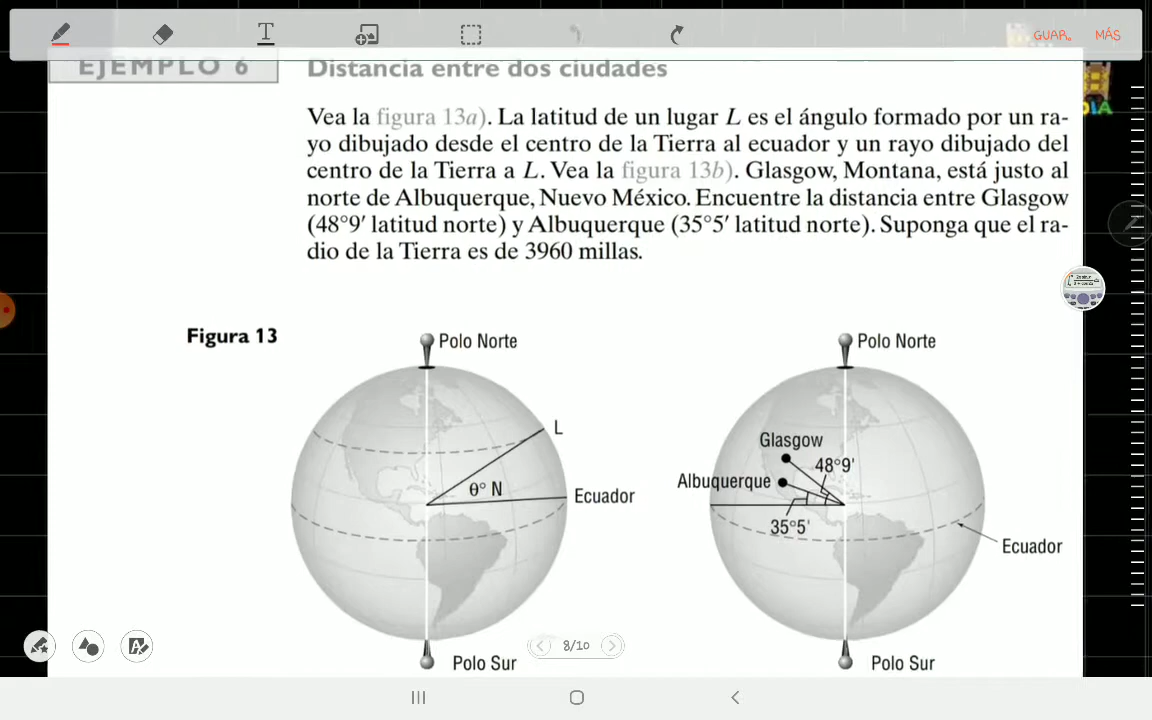 GUAR. MÁS
EJEMPLO 6 Distancia entre dos ciudades
Vea la figura 13a). La latitud de un lugar L es el ángulo formado por un ra-
yo dibujado desde el centro de la Tierra al ecuador y un rayo dibujado del
centro de la Tierra a L. Vea la figura 13b). Glasgow, Montana, está justo al
norte de Albuquerque, Nuevo México. Encuentre la distancia entre Glasgow
(48°9′ latitud norte) y Albuquerque (35°5′ latitud norte). Suponga que el ra-
dio de la Tierra es de 3960 millas.
Figura 13
Polo Norte
L
θ° N
Ecuador
Polo Sur
Polo Norte
Glasgow
48°9'
Albuquerque
35°5'
Ecuador
Polo Sur
8/10